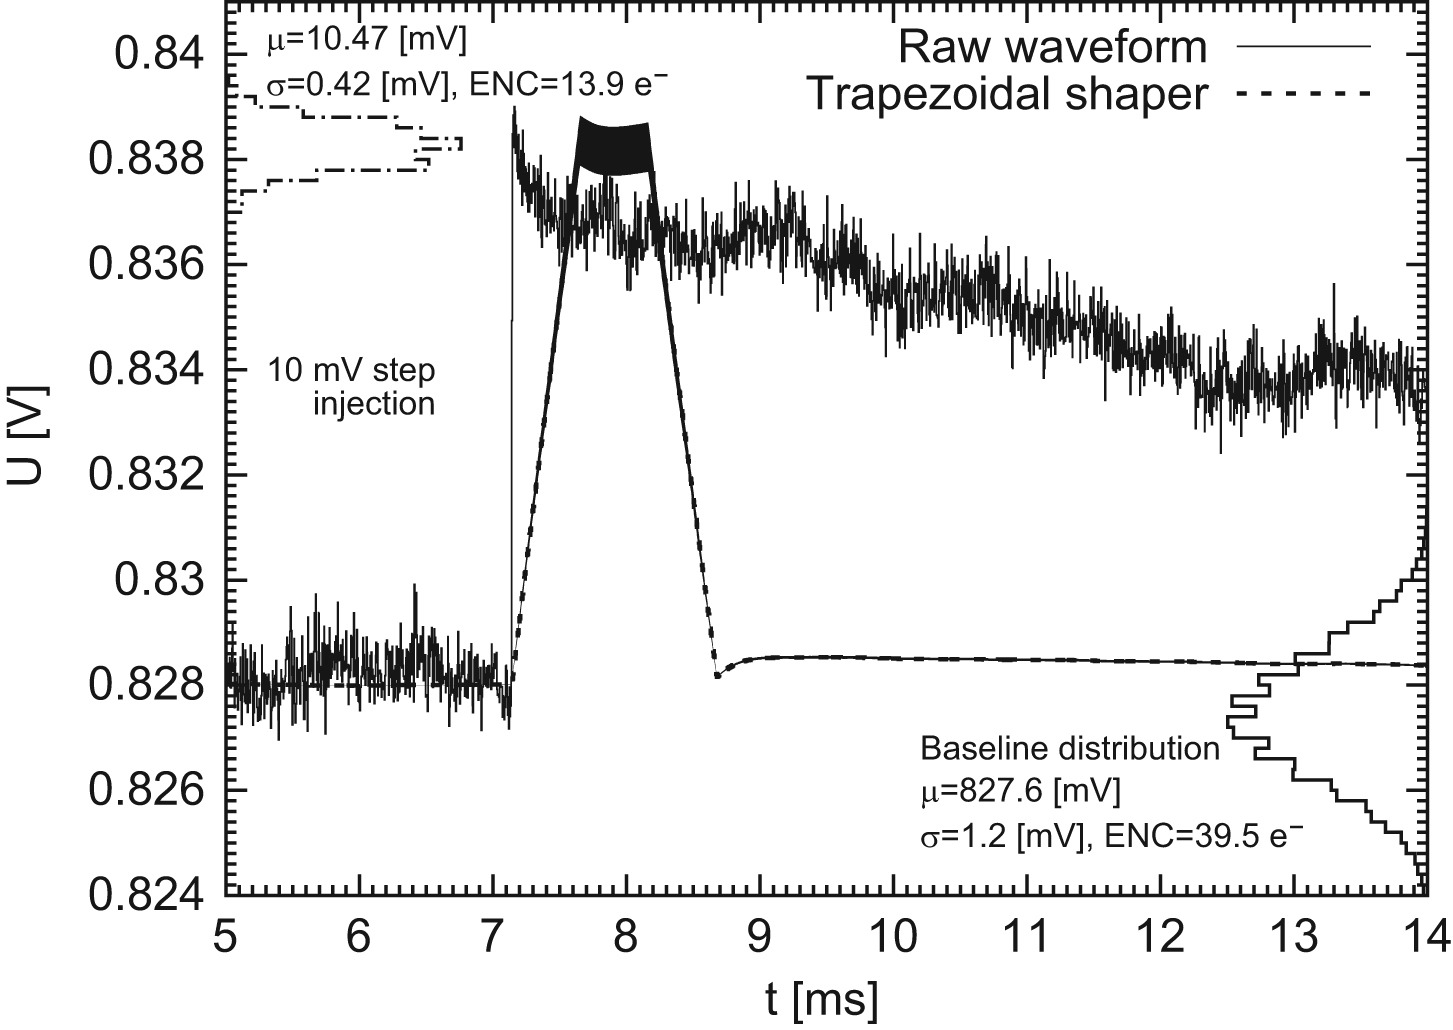 μ=10.47 [mV]
σ=0.42 [mV], ENC=13.9 e⁻
Raw waveform
Trapezoidal shaper
10 mV step
injection
Baseline distribution
μ=827.6 [mV]
σ=1.2 [mV], ENC=39.5 e⁻
U [V]
0.84
0.838
0.836
0.834
0.832
0.83
0.828
0.826
0.824
5 6 7 8 9 10 11 12 13 14
t [ms]